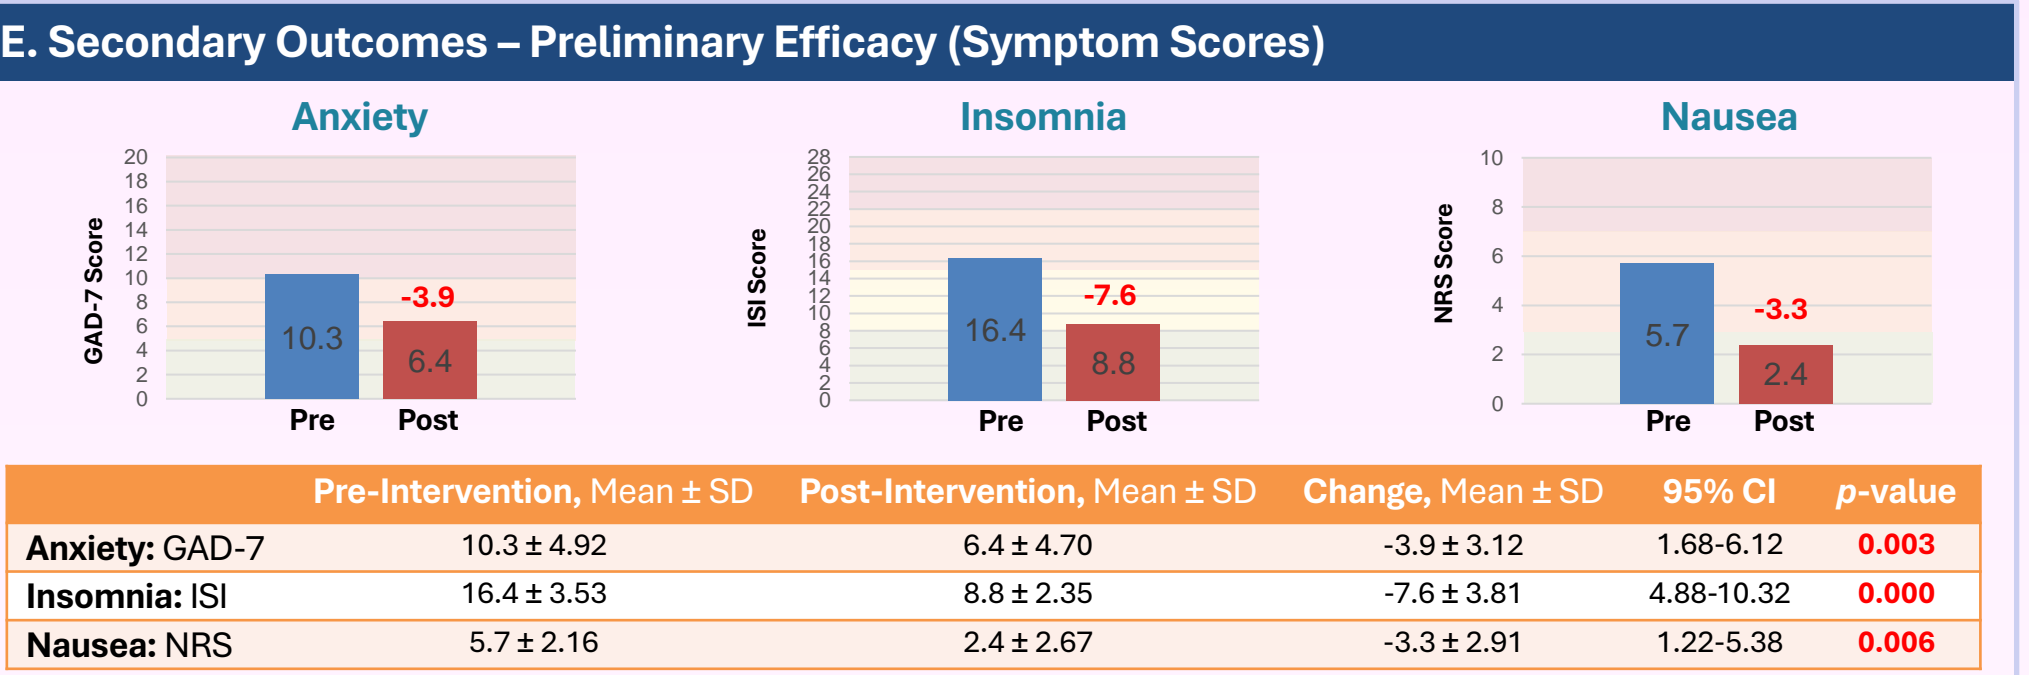 E. Secondary Outcomes – Preliminary Efficacy (Symptom Scores)
Anxiety
GAD-7 Score
20
18
16
14
12
10
8
6
4
2
0
10.3
-3.9
6.4
Pre Post
Insomnia
ISI Score
28
26
24
22
20
18
16
14
12
10
8
6
4
2
0
16.4
-7.6
8.8
Pre Post
Nausea
NRS Score
10
8
6
4
2
0
5.7
-3.3
2.4
Pre Post
Pre-Intervention, Mean ± SD Post-Intervention, Mean ± SD Change, Mean ± SD 95% CI p-value
Anxiety: GAD-7 10.3 ± 4.92 6.4 ± 4.70 -3.9 ± 3.12 1.68-6.12 0.003
Insomnia: ISI 16.4 ± 3.53 8.8 ± 2.35 -7.6 ± 3.81 4.88-10.32 0.000
Nausea: NRS 5.7 ± 2.16 2.4 ± 2.67 -3.3 ± 2.91 1.22-5.38 0.006